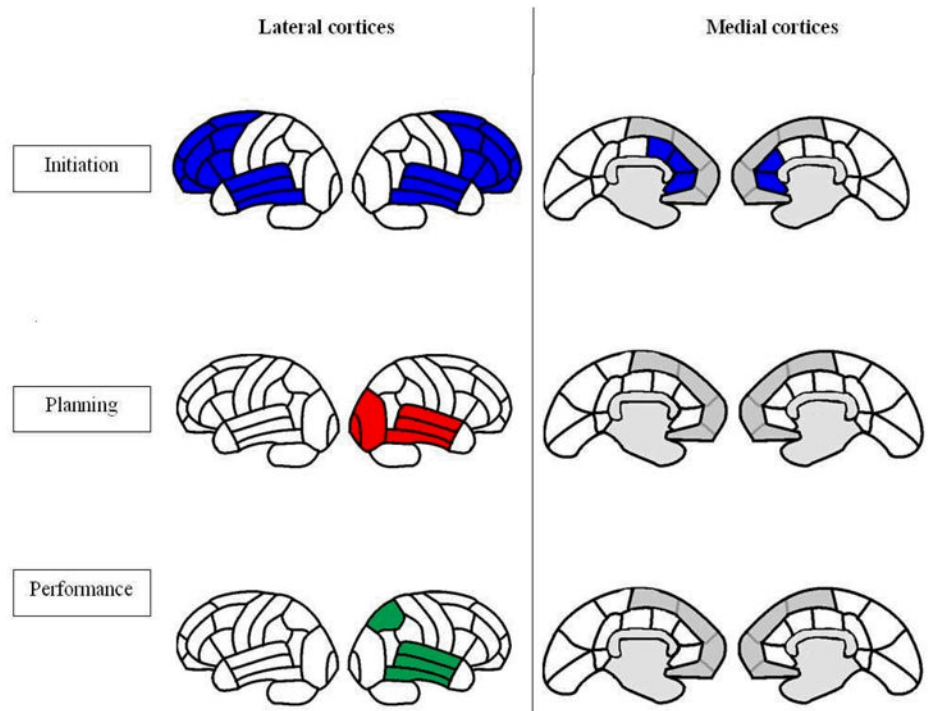 Lateral cortices
Medial cortices
Initiation
Planning
Performance